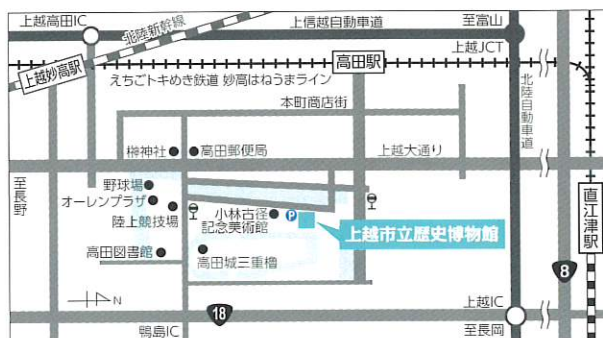 上越高田IC
北陸新幹線
上信越自動車道
至富山
上越JCT
上越妙高駅
高田駅
えちごトキめき鉄道 妙高はねうまライン
本町商店街
北陸自動車道
榊神社
高田郵便局
上越大通り
至長野
野球場
オーレンプラザ
陸上競技場
小林古径
記念美術館
P
上越市立歴史博物館
直江津駅
高田図書館
高田城三重櫓
8
N
18
上越IC
鴨島IC
至長岡